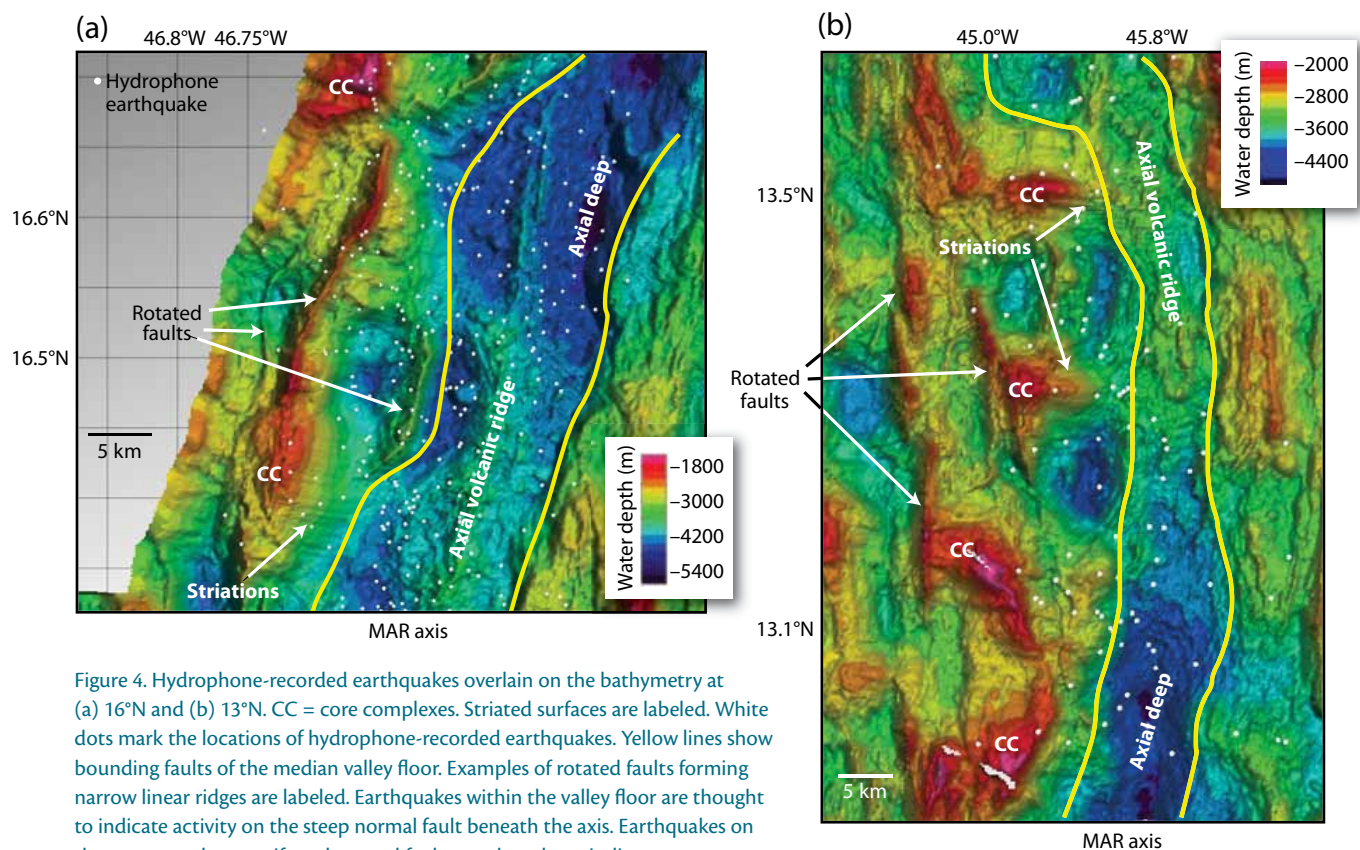 (a)
46.8°W 46.75°W
Hydrophone
earthquake
CC
16.6°N
Axial deep
Rotated
faults
16.5°N
5 km
CC
Axial volcanic ridge
Striations
Water depth (m)
–1800
–3000
–4200
–5400
MAR axis
(b)
45.0°W 45.8°W
Water depth (m)
–2000
–2800
–3600
–4400
13.5°N
CC
Axial volcanic ridge
Striations
Rotated
faults
CC
CC
13.1°N
Axial deep
CC
5 km
MAR axis
Figure 4. Hydrophone-recorded earthquakes overlain on the bathymetry at
(a) 16°N and (b) 13°N. CC = core complexes. Striated surfaces are labeled. White
dots mark the locations of hydrophone-recorded earthquakes. Yellow lines show
bounding faults of the median valley floor. Examples of rotated faults forming
narrow linear ridges are labeled. Earthquakes within the valley floor are thought
to indicate activity on the steep normal fault beneath the axis. Earthquakes on